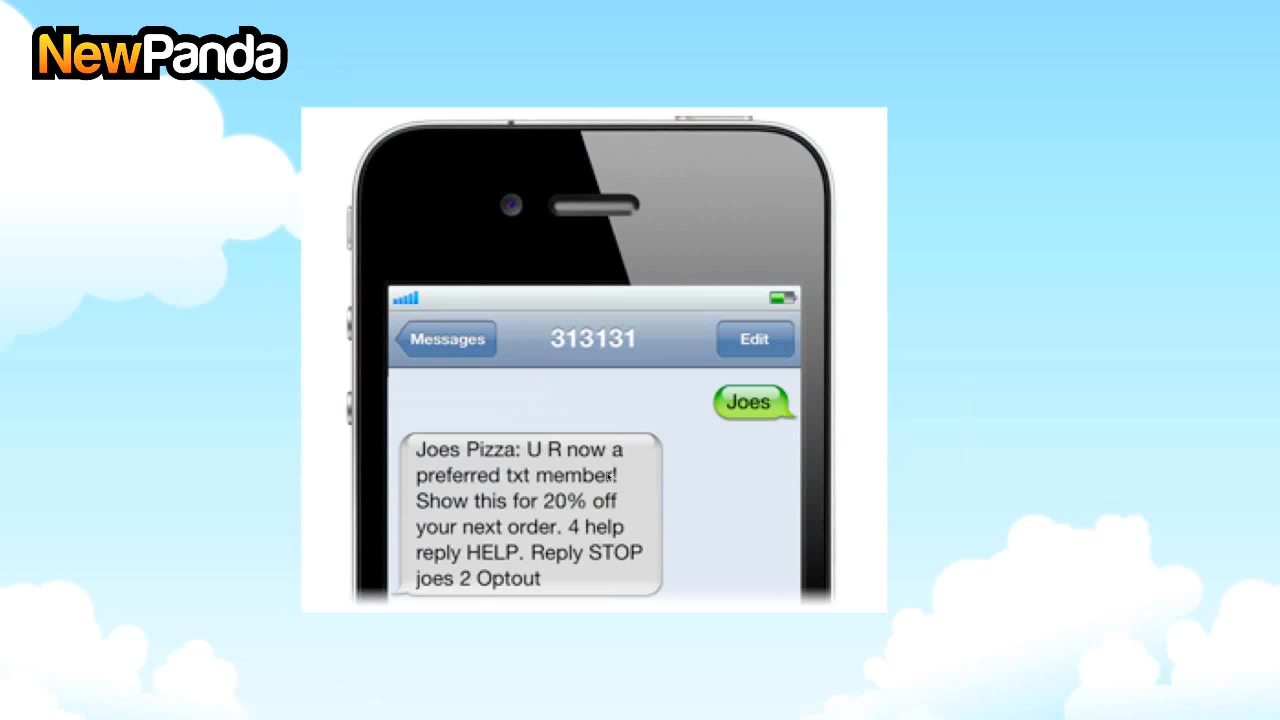 NewPanda
Messages
313131
Edit
Joes
Joes Pizza: U R now a
preferred txt member!
Show this for 20% off
your next order. 4 help
reply HELP. Reply STOP
joes 2 Optout